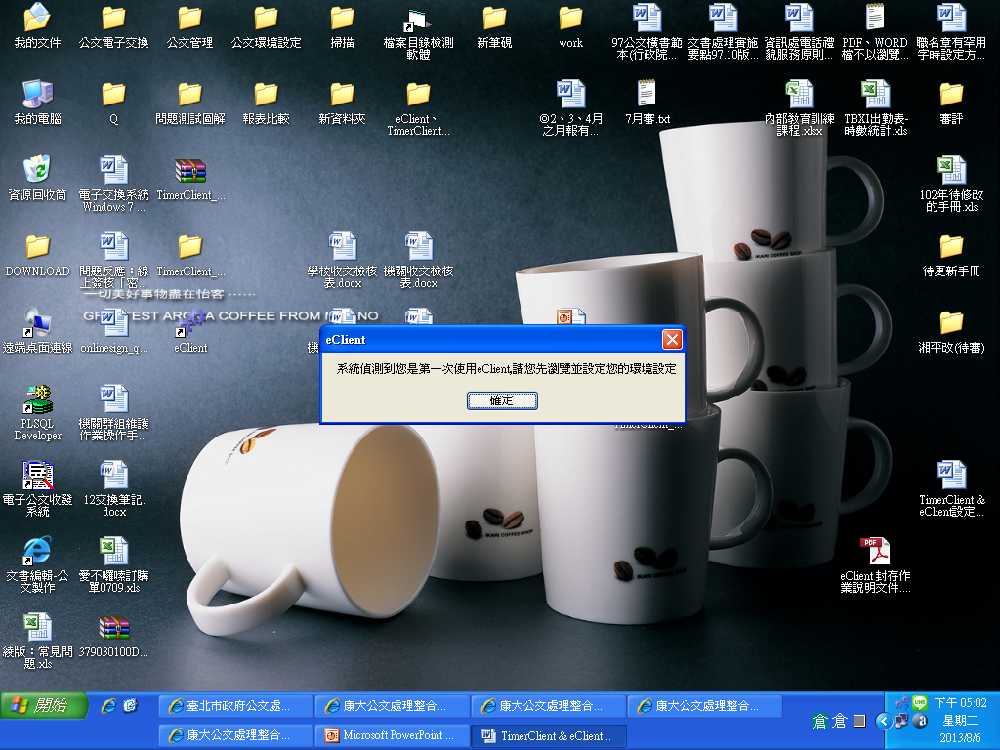 我的文件
公文電子交換
公文管理
公文環境設定
掃描
檔案目錄檢測
軟體
新筆硯
work
97公文橫書範
本(行政院...
文書處理實施
要點97.10版...
資訊處電話禮
貌服務原則...
PDF、WORD
檔不以瀏覽...
職名章有罕用
字時設定方...
我的電腦
Q
問題測試圖解
報表比較
新資料夾
eClient、
TimerClient...
◎2、3、4月
之月報有...
7月審.txt
內部教育訓練
課程.xlsx
TBXI出勤表-
時數統計.xls
審評
資源回收筒
電子交換系統
Windows 7 ...
TimerClient_...
102年待修改
的手冊.xls
DOWNLOAD
問題反應：線
上簽核「密...
TimerClient_...
學校收文檢核
表.docx
機關收文檢核
表.docx
待更新手冊
一切美好事物盡在怡客 ······
遠端桌面連線
onlinesign_q...
eClient
湘平改(待審)
eClient
系統偵測到您是第一次使用eClient,請您先瀏覽並設定您的環境設定
確定
TimerClient_...
PLSQL
Developer
機關群組維護
作業操作手...
電子公文收發
系統
12交換筆記.
docx
TimerClient &
eClient設定...
文書編輯-公
文製作
愛不囉嗦訂購
單0709.xls
eClient 封存作
業說明文件....
綾版：常見問
題.xls
379030100D...
IKARI COFFEE SHOP
IKARI COFFEE SHOP
開始
臺北市政府公文處...
康大公文處理整合...
康大公文處理整合...
康大公文處理整合...
康大公文處理整合...
Microsoft PowerPoint ...
TimerClient & eClient...
倉 倉
下午 05:02
星期二
2013/8/6